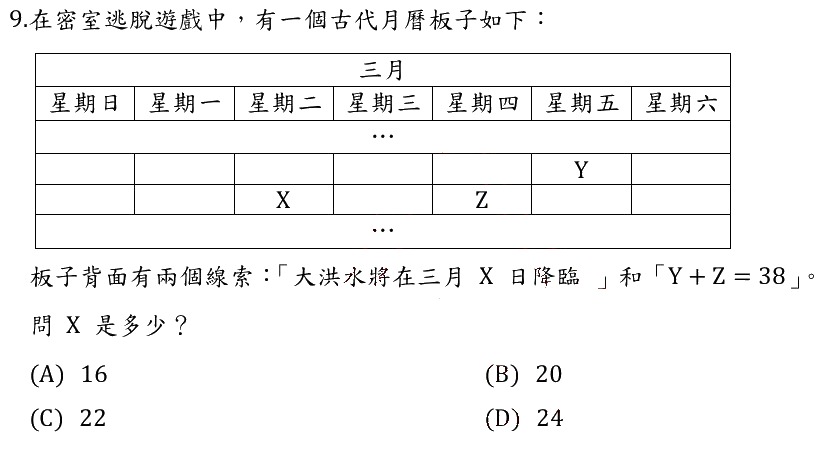 9.在密室逃脫遊戲中，有一個古代月曆板子如下：
三月
星期日 星期一 星期二 星期三 星期四 星期五 星期六
⋯
Y
X Z
⋯
板子背面有兩個線索：「大洪水將在三月 X 日降臨 」和「Y + Z = 38」。
問 X 是多少？
(A) 16 (B) 20
(C) 22 (D) 24